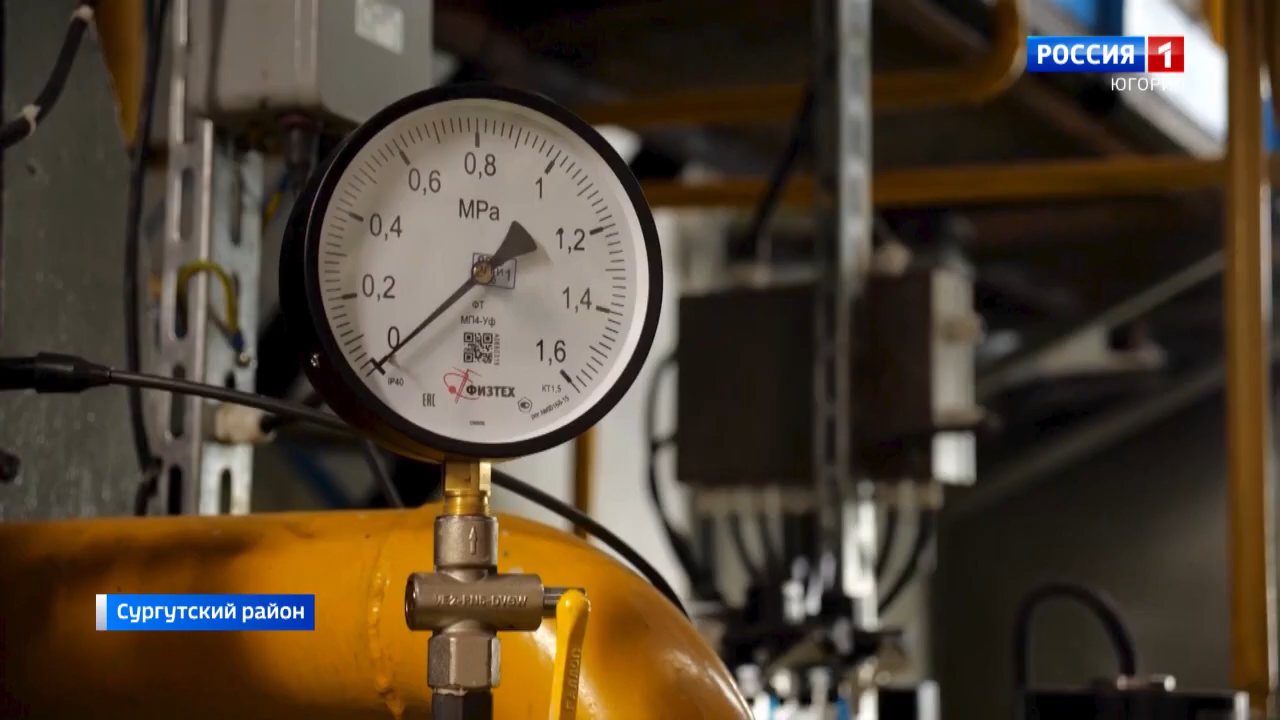 РОССИЯ 1
0,8
0,6
1
MPa
0,4
1,2
0,2
1,4
0
1,6
ФТ
МП4-Уф
IP40
ФИЗТЕХ
КТ1,5
EAC
Сургутский район